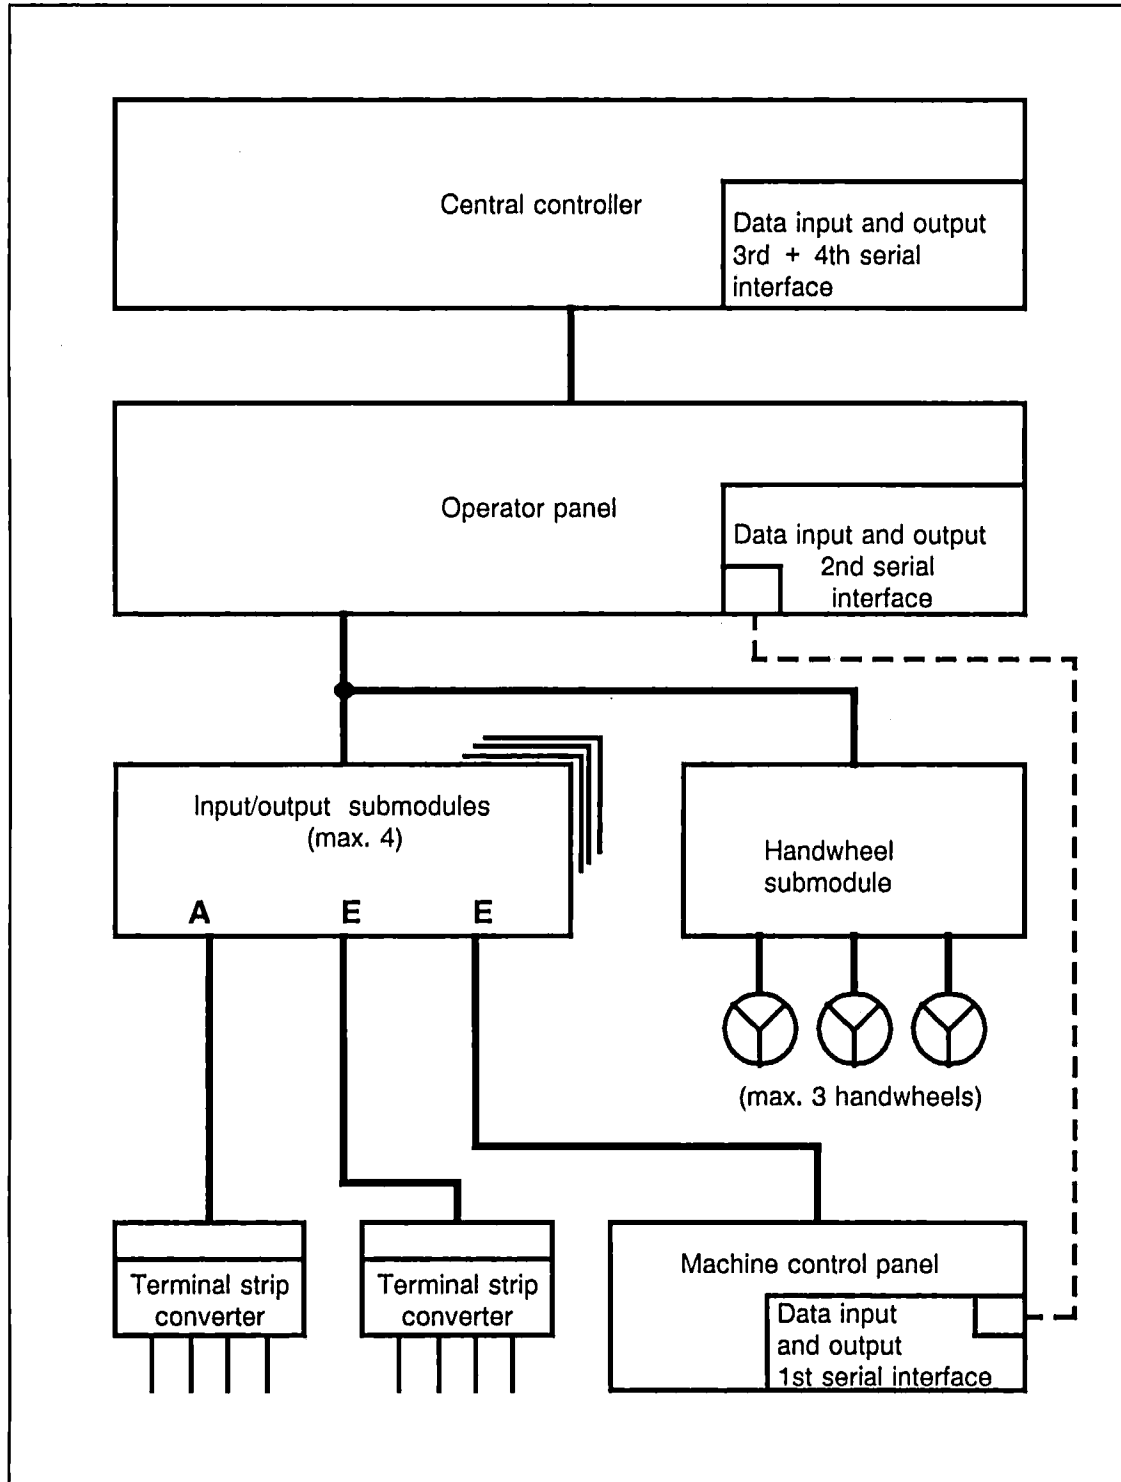 Central controller
Data input and output
3rd + 4th serial
interface
Operator panel
Data input and output
2nd serial
interface
Input/output submodules
(max. 4)
A E E
Handwheel
submodule
(max. 3 handwheels)
Terminal strip
converter
Terminal strip
converter
Machine control panel
Data input
and output
1st serial interface